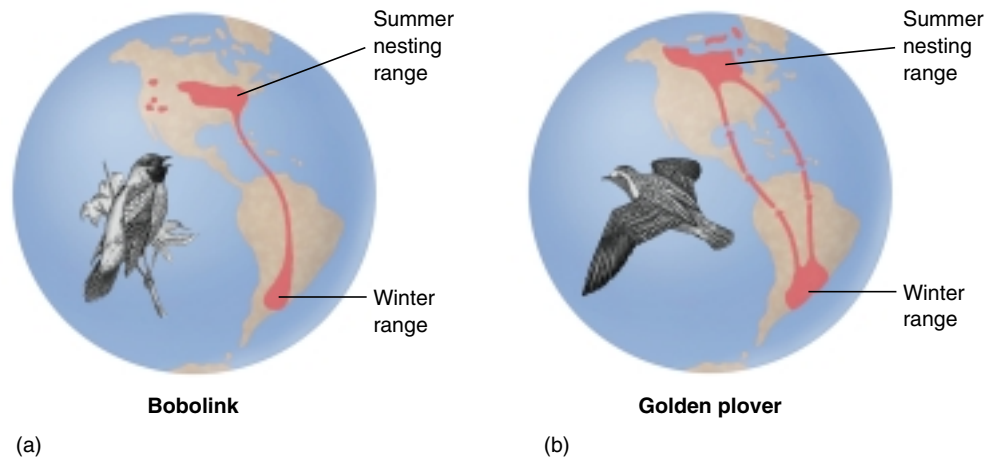 Summer
nesting
range
Winter
range
Bobolink
(a)
Summer
nesting
range
Winter
range
Golden plover
(b)